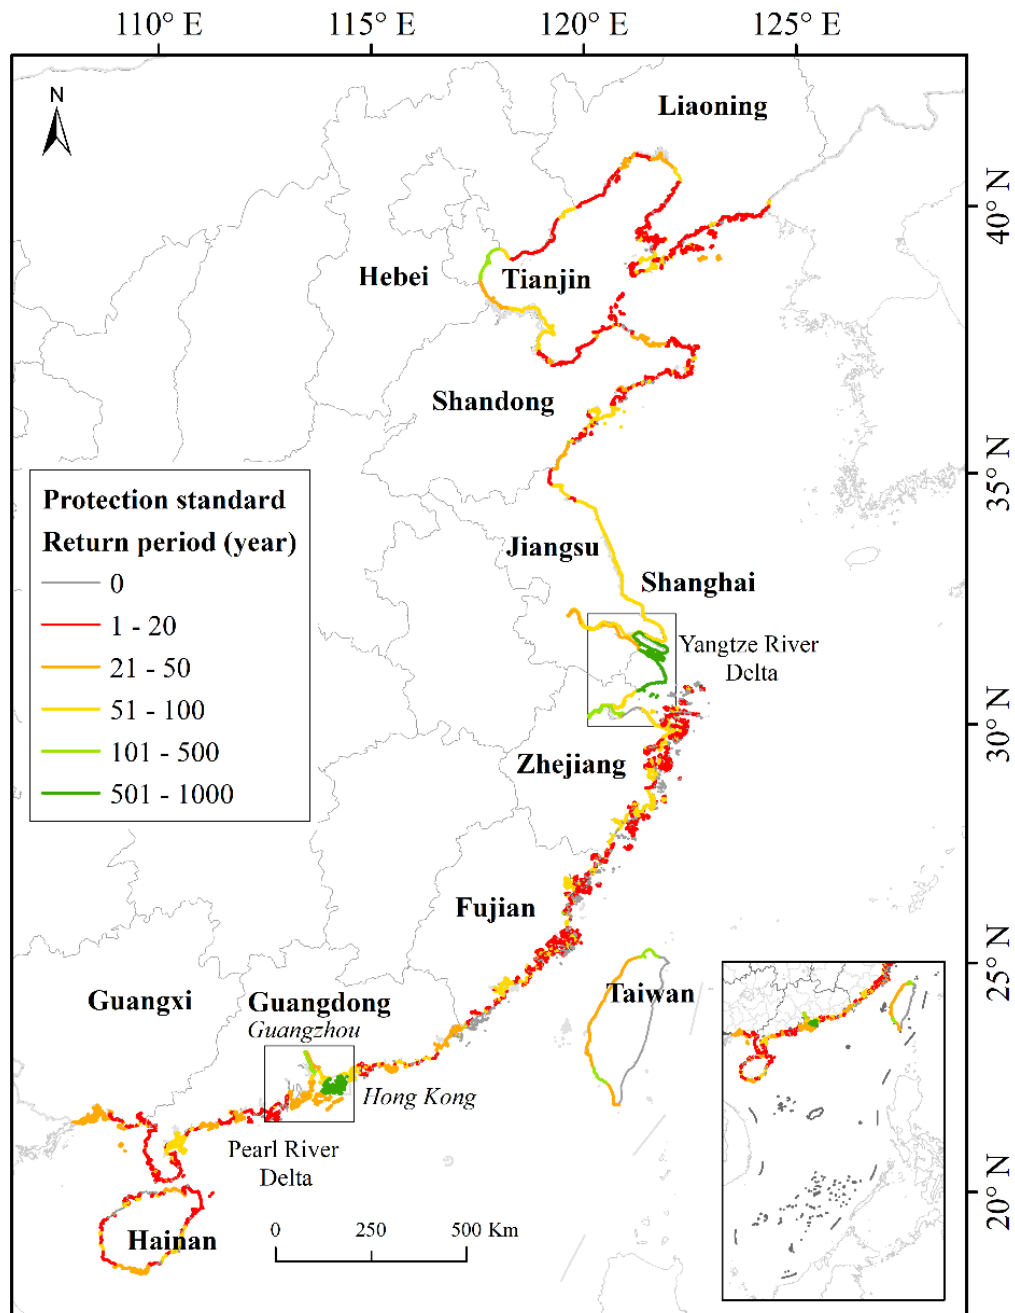 110° E
115° E
120° E
125° E
N
Liaoning
40° N
Hebei
Tianjin
Shandong
35° N
Protection standard
Return period (year)
0
1 - 20
21 - 50
51 - 100
101 - 500
501 - 1000
Jiangsu
Shanghai
Yangtze River
Delta
30° N
Zhejiang
Fujian
25° N
Guangxi
Guangdong
Taiwan
Guangzhou
Hong Kong
Pearl River
Delta
20° N
0
250
500 Km
Hainan